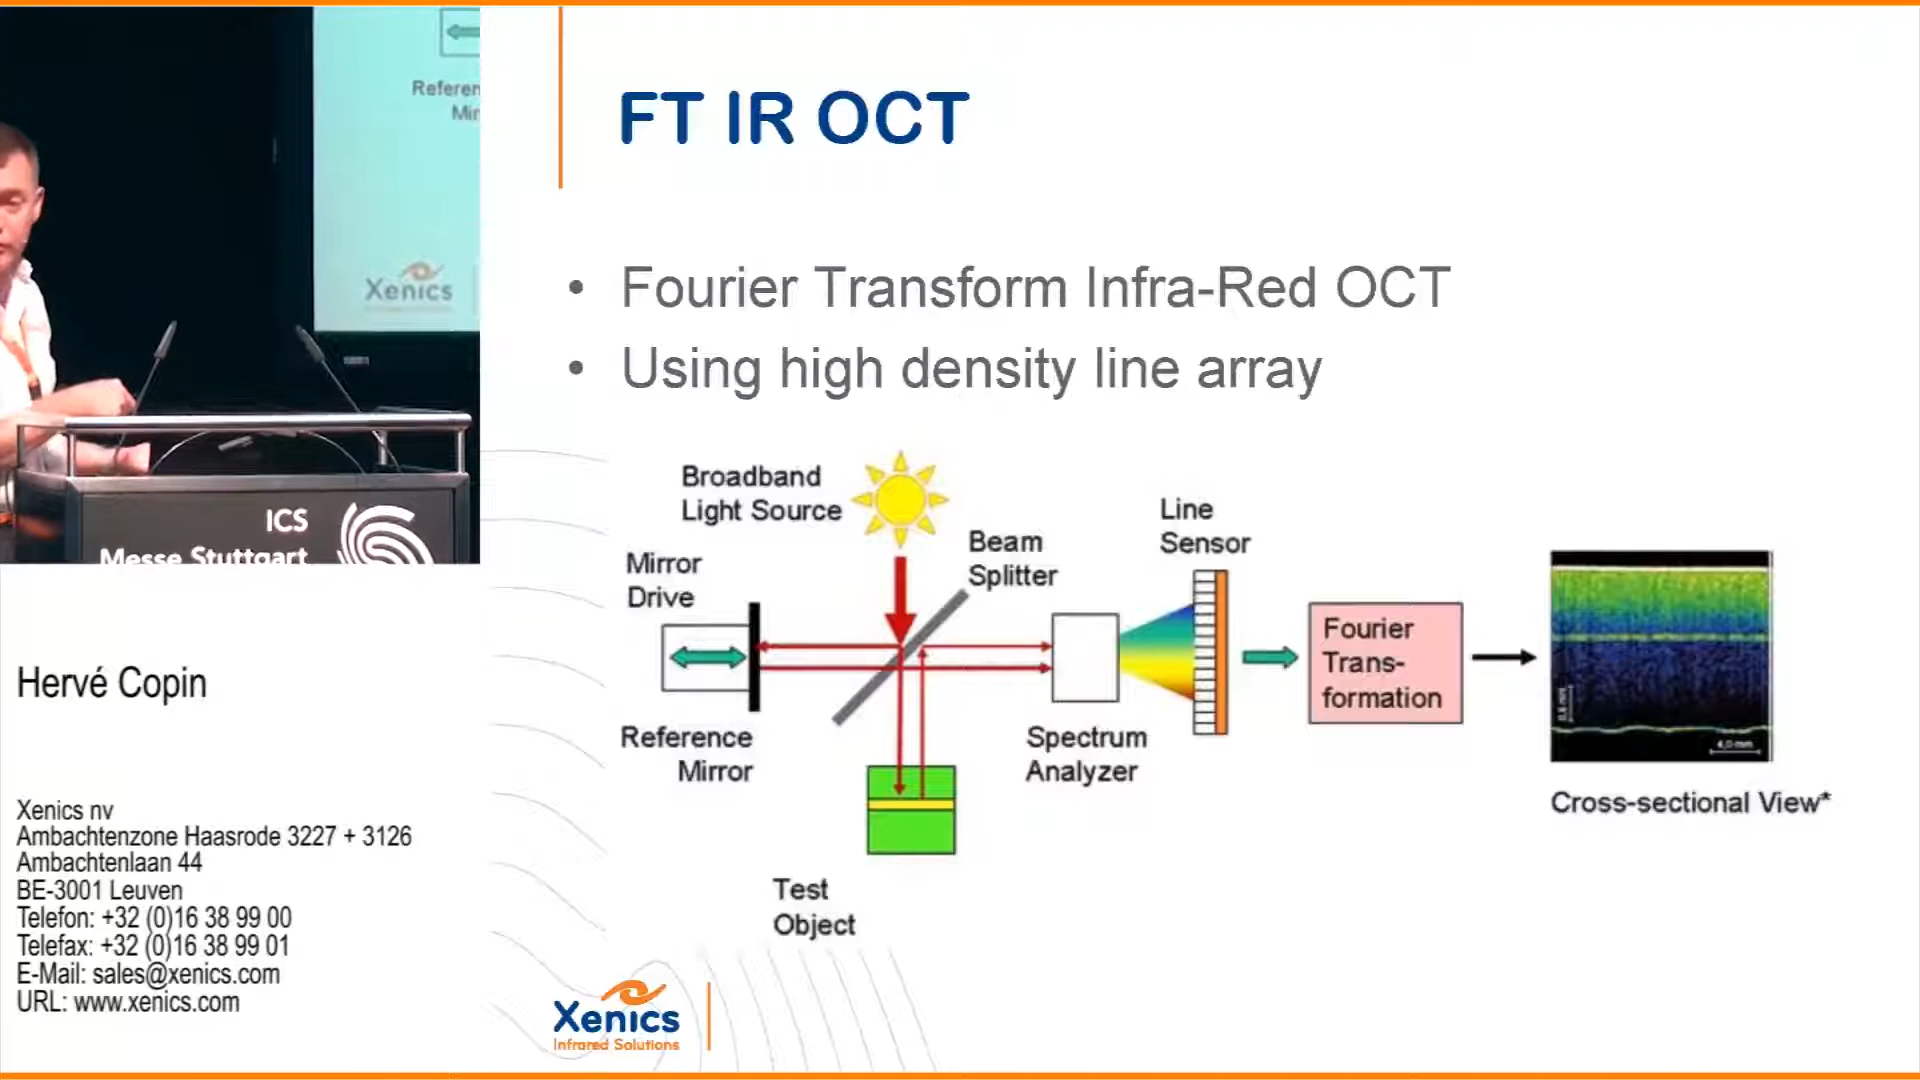 Referen
Mir
Xenics
ICS
Messe Stuttgart
Hervé Copin
Xenics nv
Ambachtenzone Haasrode 3227 + 3126
Ambachtenlaan 44
BE-3001 Leuven
Telefon: +32 (0)16 38 99 00
Telefax: +32 (0)16 38 99 01
E-Mail: sales@xenics.com
URL: www.xenics.com
FT IR OCT
• Fourier Transform Infra-Red OCT
• Using high density line array
Broadband
Light Source
Mirror
Drive
Beam
Splitter
Line
Sensor
Fourier
Trans-
formation
Reference
Mirror
Spectrum
Analyzer
Test
Object
4,0 mm
Cross-sectional View*
Xenics
Infrared Solutions